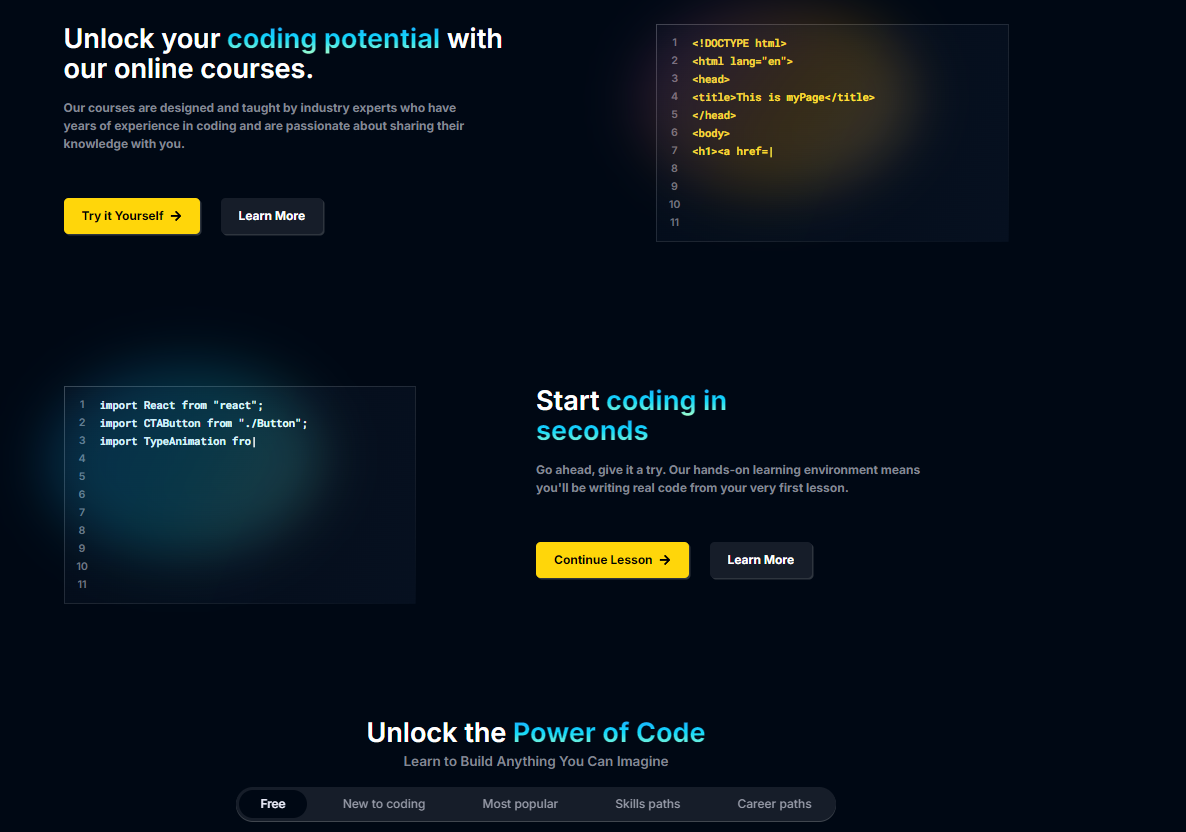 Unlock your coding potential with
our online courses.
Our courses are designed and taught by industry experts who have
years of experience in coding and are passionate about sharing their
knowledge with you.
Try it Yourself →
Learn More
1 <!DOCTYPE html>
2 <html lang="en">
3 <head>
4 <title>This is myPage</title>
5 </head>
6 <body>
7 <h1><a href=|
8
9
10
11
1 import React from "react";
2 import CTAButton from "./Button";
3 import TypeAnimation fro|
4
5
6
7
8
9
10
11
Start coding in
seconds
Go ahead, give it a try. Our hands-on learning environment means
you'll be writing real code from your very first lesson.
Continue Lesson →
Learn More
Unlock the Power of Code
Learn to Build Anything You Can Imagine
Free New to coding Most popular Skills paths Career paths